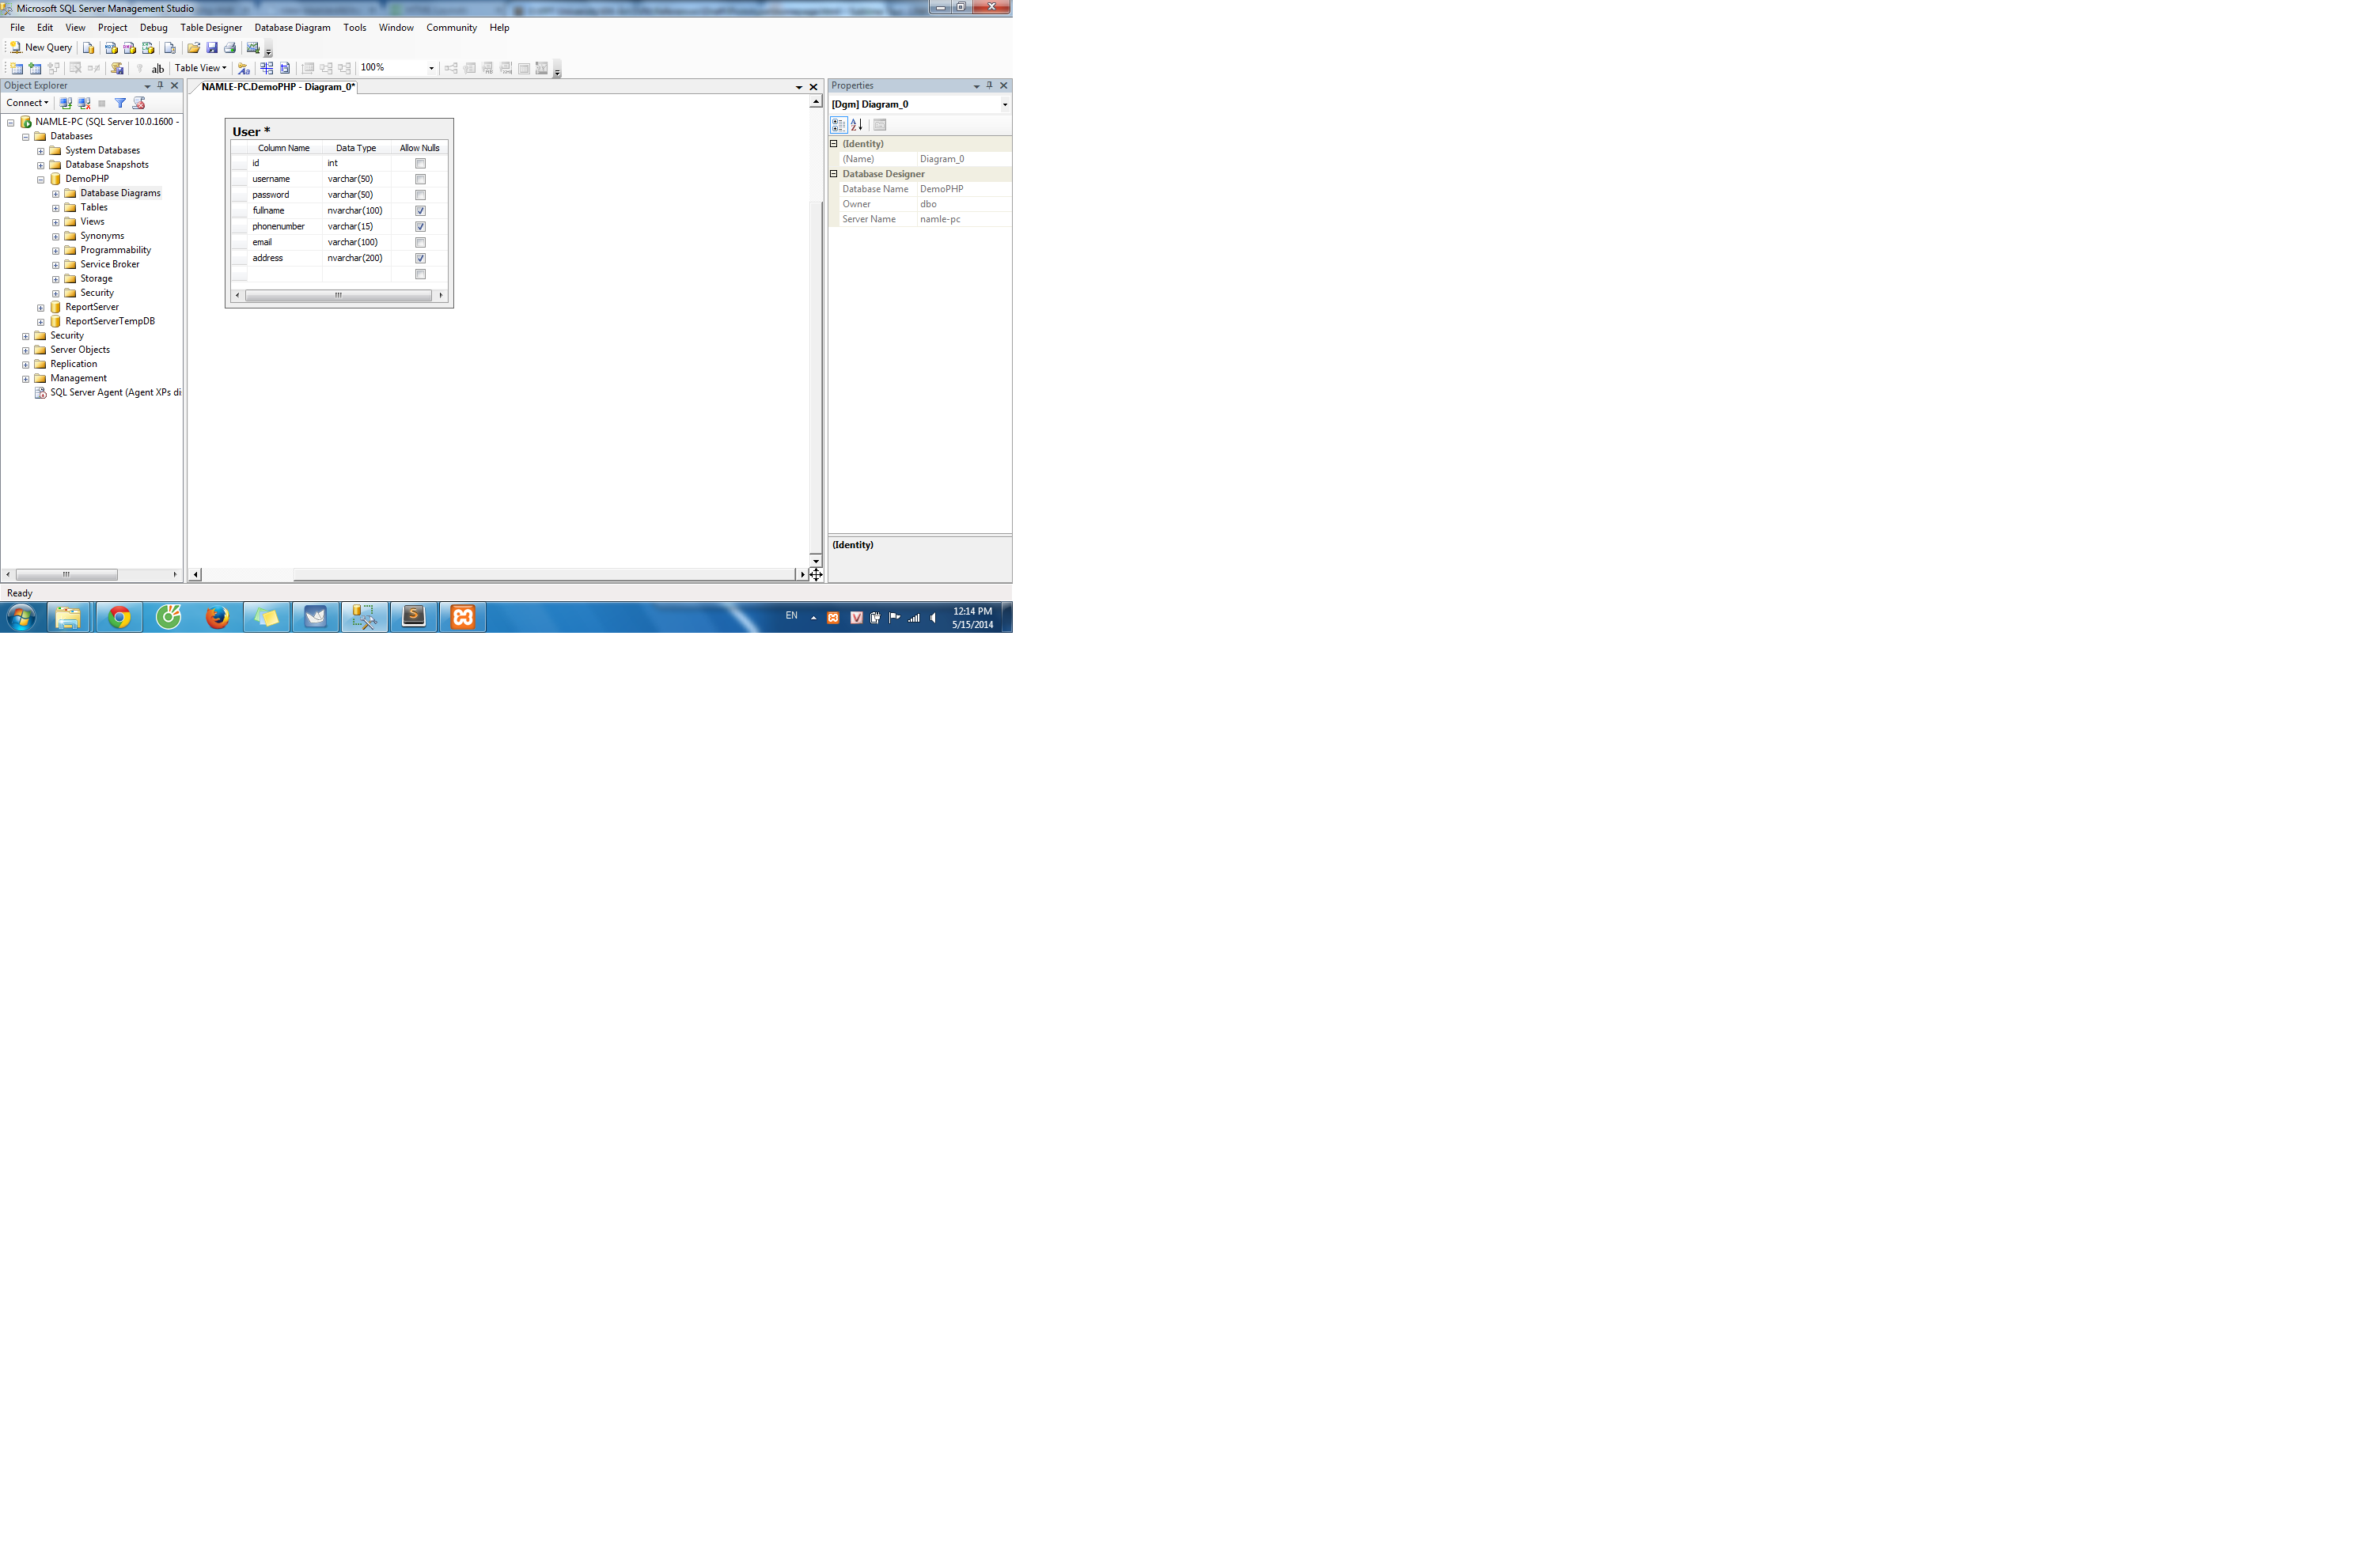 Microsoft SQL Server Management Studio
File Edit View Project Debug Table Designer Database Diagram Tools Window Community Help
New Query
Table View 100%
Object Explorer
Connect
NAMLE-PC (SQL Server 10.0.1600 -
Databases
System Databases
Database Snapshots
DemoPHP
Database Diagrams
Tables
Views
Synonyms
Programmability
Service Broker
Storage
Security
ReportServer
ReportServerTempDB
Security
Server Objects
Replication
Management
SQL Server Agent (Agent XPs di
NAMLE-PC.DemoPHP - Diagram_0*
User *
Column Name Data Type Allow Nulls
id int
username varchar(50)
password varchar(50)
fullname nvarchar(100)
phonenumber varchar(15)
email varchar(100)
address nvarchar(200)
Properties
[Dgm] Diagram_0
(Identity)
(Name) Diagram_0
Database Designer
Database Name DemoPHP
Owner dbo
Server Name namle-pc
(Identity)
Ready
EN
12:14 PM
5/15/2014